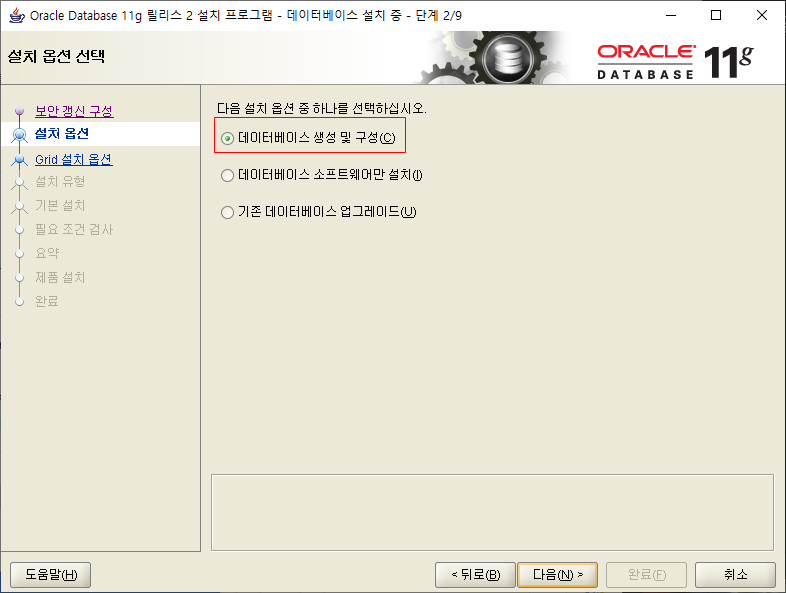 Oracle Database 11g 릴리스 2 설치 프로그램 - 데이터베이스 설치 중 - 단계 2/9
설치 옵션 선택
ORACLE
DATABASE
11g
보안 갱신 구성
설치 옵션
Grid 설치 옵션
설치 유형
기본 설치
필요 조건 검사
요약
제품 설치
완료
다음 설치 옵션 중 하나를 선택하십시오.
데이터베이스 생성 및 구성(C)
데이터베이스 소프트웨어만 설치(I)
기존 데이터베이스 업그레이드(U)
도움말(H)
< 뒤로(B)
다음(N) >
완료(F)
취소